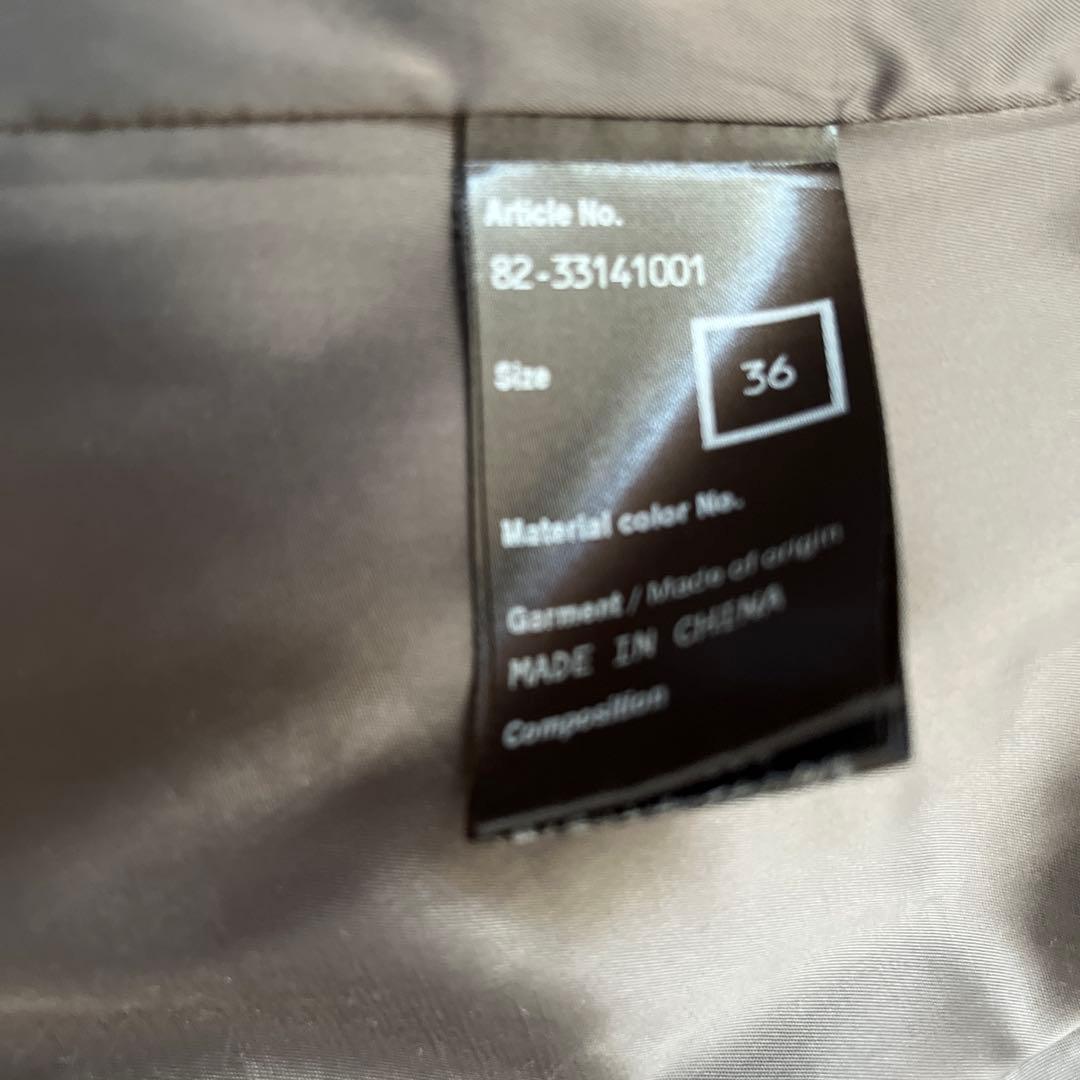 Article No.
82-33141001
Size
36
Material color No.
Garment / Made of origin
MADE IN CHINA
Composition